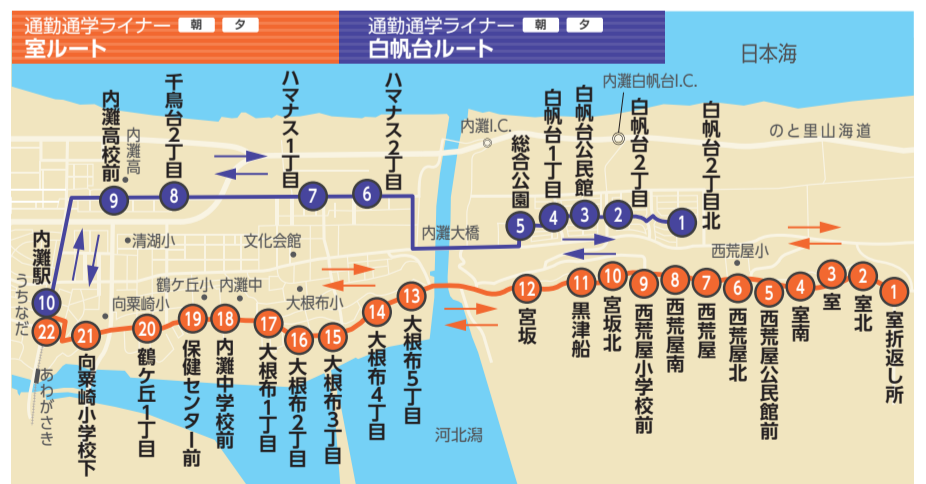 通勤通学ライナー 朝 夕
室ルート
通勤通学ライナー 朝 夕
白帆台ルート
日本海
内灘白帆台I.C.
内灘I.C.
のと里山海道
内灘高
清湖小
文化会館
内灘大橋
西荒屋小
鶴ケ丘小
内灘中
向粟崎小
大根布小
河北潟
うちなだ
あわがさき
1 白帆台2丁目北
2 白帆台2丁目
3 白帆台公民館
4 白帆台1丁目
5 総合公園
6 ハマナス2丁目
7 ハマナス1丁目
8 千鳥台2丁目
9 内灘高校前
10 内灘駅
1 室折返し所
2 室北
3 室
4 室南
5 西荒屋公民館前
6 西荒屋北
7 西荒屋
8 西荒屋南
9 西荒屋小学校前
10 宮坂北
11 黒津船
12 宮坂
13 大根布5丁目
14 大根布4丁目
15 大根布3丁目
16 大根布2丁目
17 大根布1丁目
18 内灘中学校前
19 保健センター前
20 鶴ケ丘1丁目
21 向粟崎小学校下
22